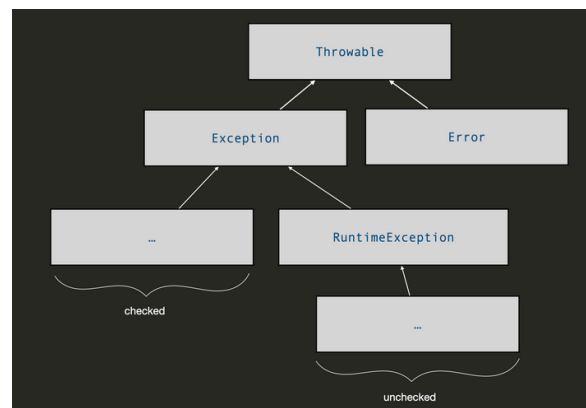 Throwable
Exception
Error
…
RuntimeException
checked
…
unchecked